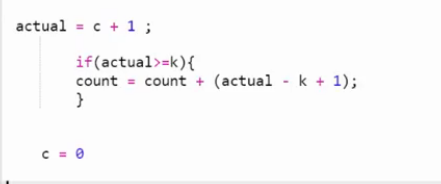 actual = c + 1 ;
if(actual>=k){
count = count + (actual - k + 1);
}
c = 0